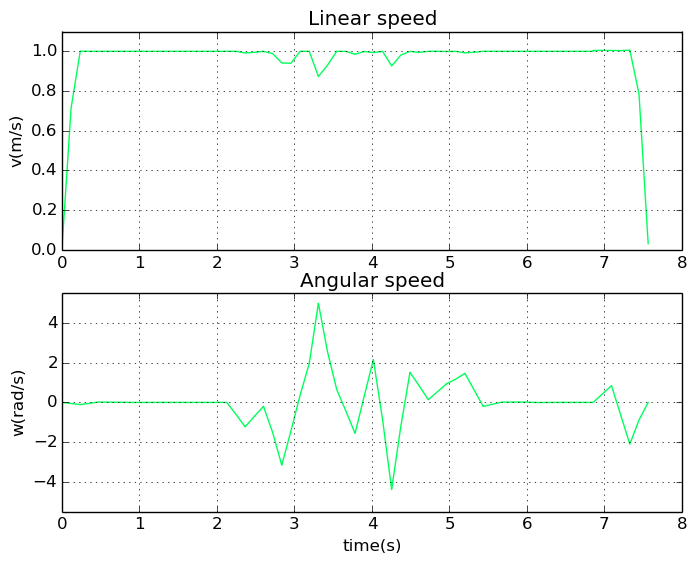 Linear speed
1.0
0.8
0.6
0.4
0.2
0.0
v(m/s)
0 1 2 3 4 5 6 7 8
Angular speed
4
2
0
−2
−4
w(rad/s)
0 1 2 3 4 5 6 7 8
time(s)